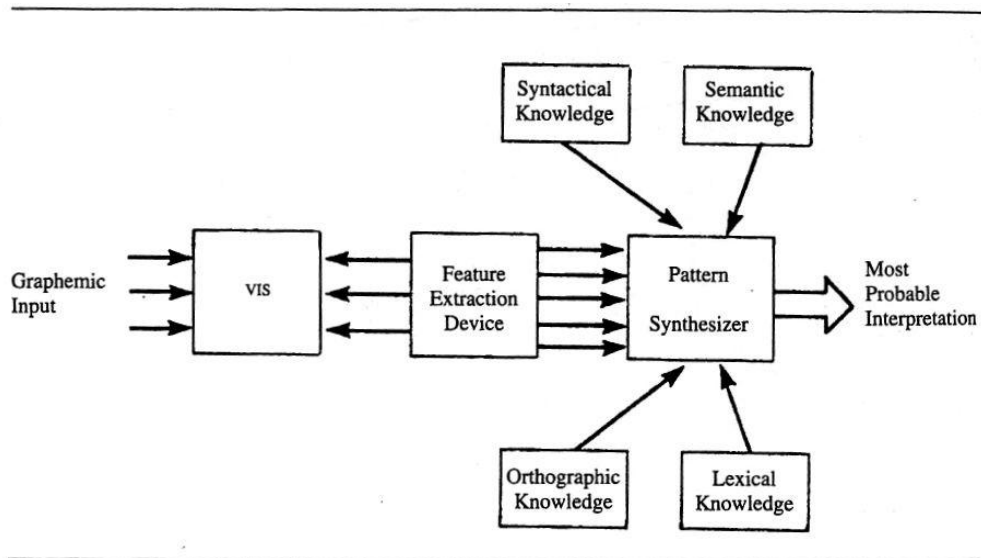 Syntactical
Knowledge
Semantic
Knowledge
Graphemic
Input
VIS
Feature
Extraction
Device
Pattern
Synthesizer
Most
Probable
Interpretation
Orthographic
Knowledge
Lexical
Knowledge